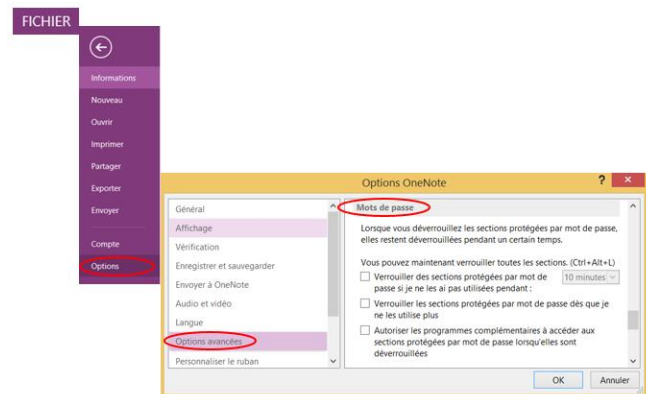 FICHIER
Informations
Nouveau
Ouvrir
Imprimer
Partager
Exporter
Envoyer
Compte
Options
Options OneNote
Général
Affichage
Vérification
Enregistrer et sauvegarder
Envoyer à OneNote
Audio et vidéo
Langue
Options avancées
Personnaliser le ruban
Mots de passe
Lorsque vous déverrouillez les sections protégées par mot de passe,
elles restent déverrouillées pendant un certain temps.
Vous pouvez maintenant verrouiller toutes les sections. (Ctrl+Alt+L)
Verrouiller des sections protégées par mot de 10 minutes
passe si je ne les ai pas utilisées pendant :
Verrouiller les sections protégées par mot de passe dès que je
ne les utilise plus
Autoriser les programmes complémentaires à accéder aux
sections protégées par mot de passe lorsqu'elles sont
déverrouillées
OK Annuler